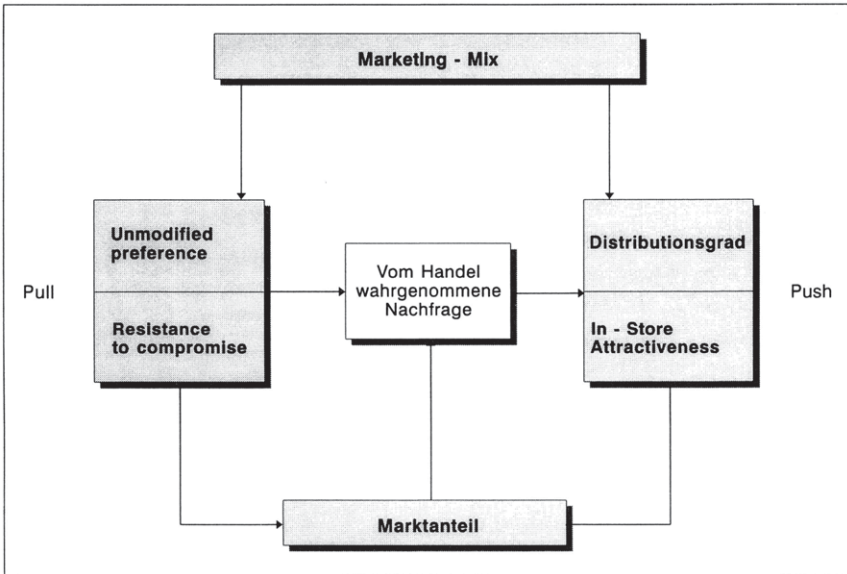 Marketing - Mix
Pull
Unmodified
preference
Resistance
to compromise
Vom Handel
wahrgenommene
Nachfrage
Distributionsgrad
In - Store
Attractiveness
Push
Marktanteil